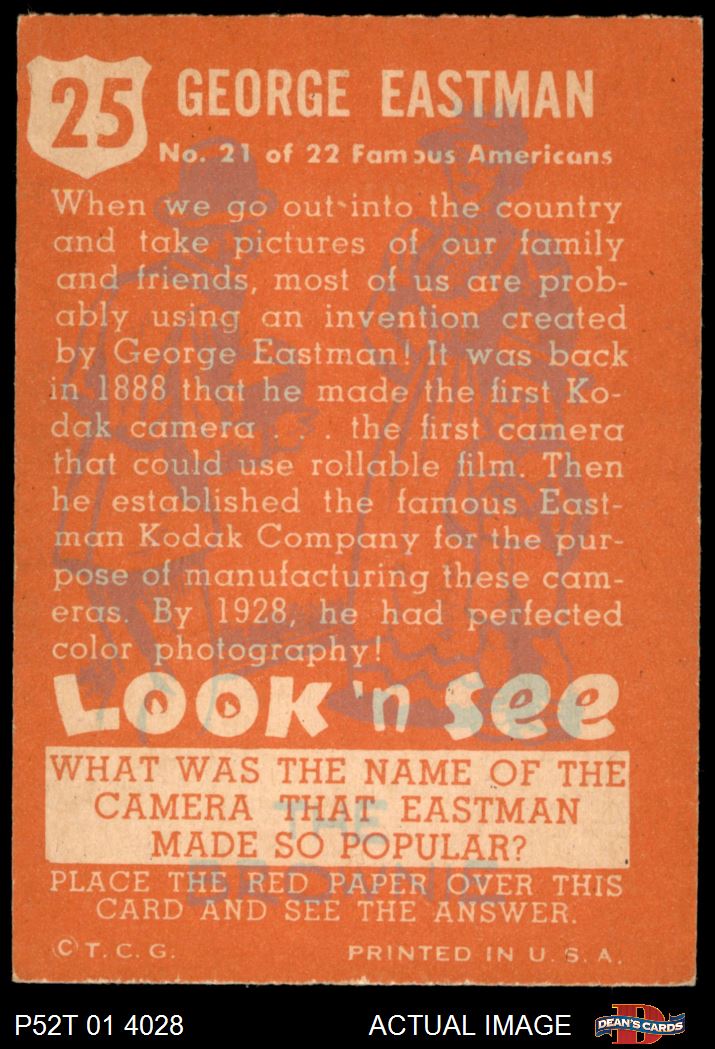 25
GEORGE EASTMAN
No. 21 of 22 Famous Americans
When we go out into the country
and take pictures of our family
and friends, most of us are prob-
ably using an invention created
by George Eastman! It was back
in 1888 that he made the first Ko-
dak camera . . . the first camera
that could use rollable film. Then
he established the famous East-
man Kodak Company for the pur-
pose of manufacturing these cam-
eras. By 1928, he had perfected
color photography!
LOOK 'n SEE
WHAT WAS THE NAME OF THE
CAMERA THAT EASTMAN
MADE SO POPULAR?
THE
BROWNIE
PLACE THE RED PAPER OVER THIS
CARD AND SEE THE ANSWER.
© T. C. G.
PRINTED IN U. S. A.
P52T 01 4028
ACTUAL IMAGE
D
DEAN'S CARDS